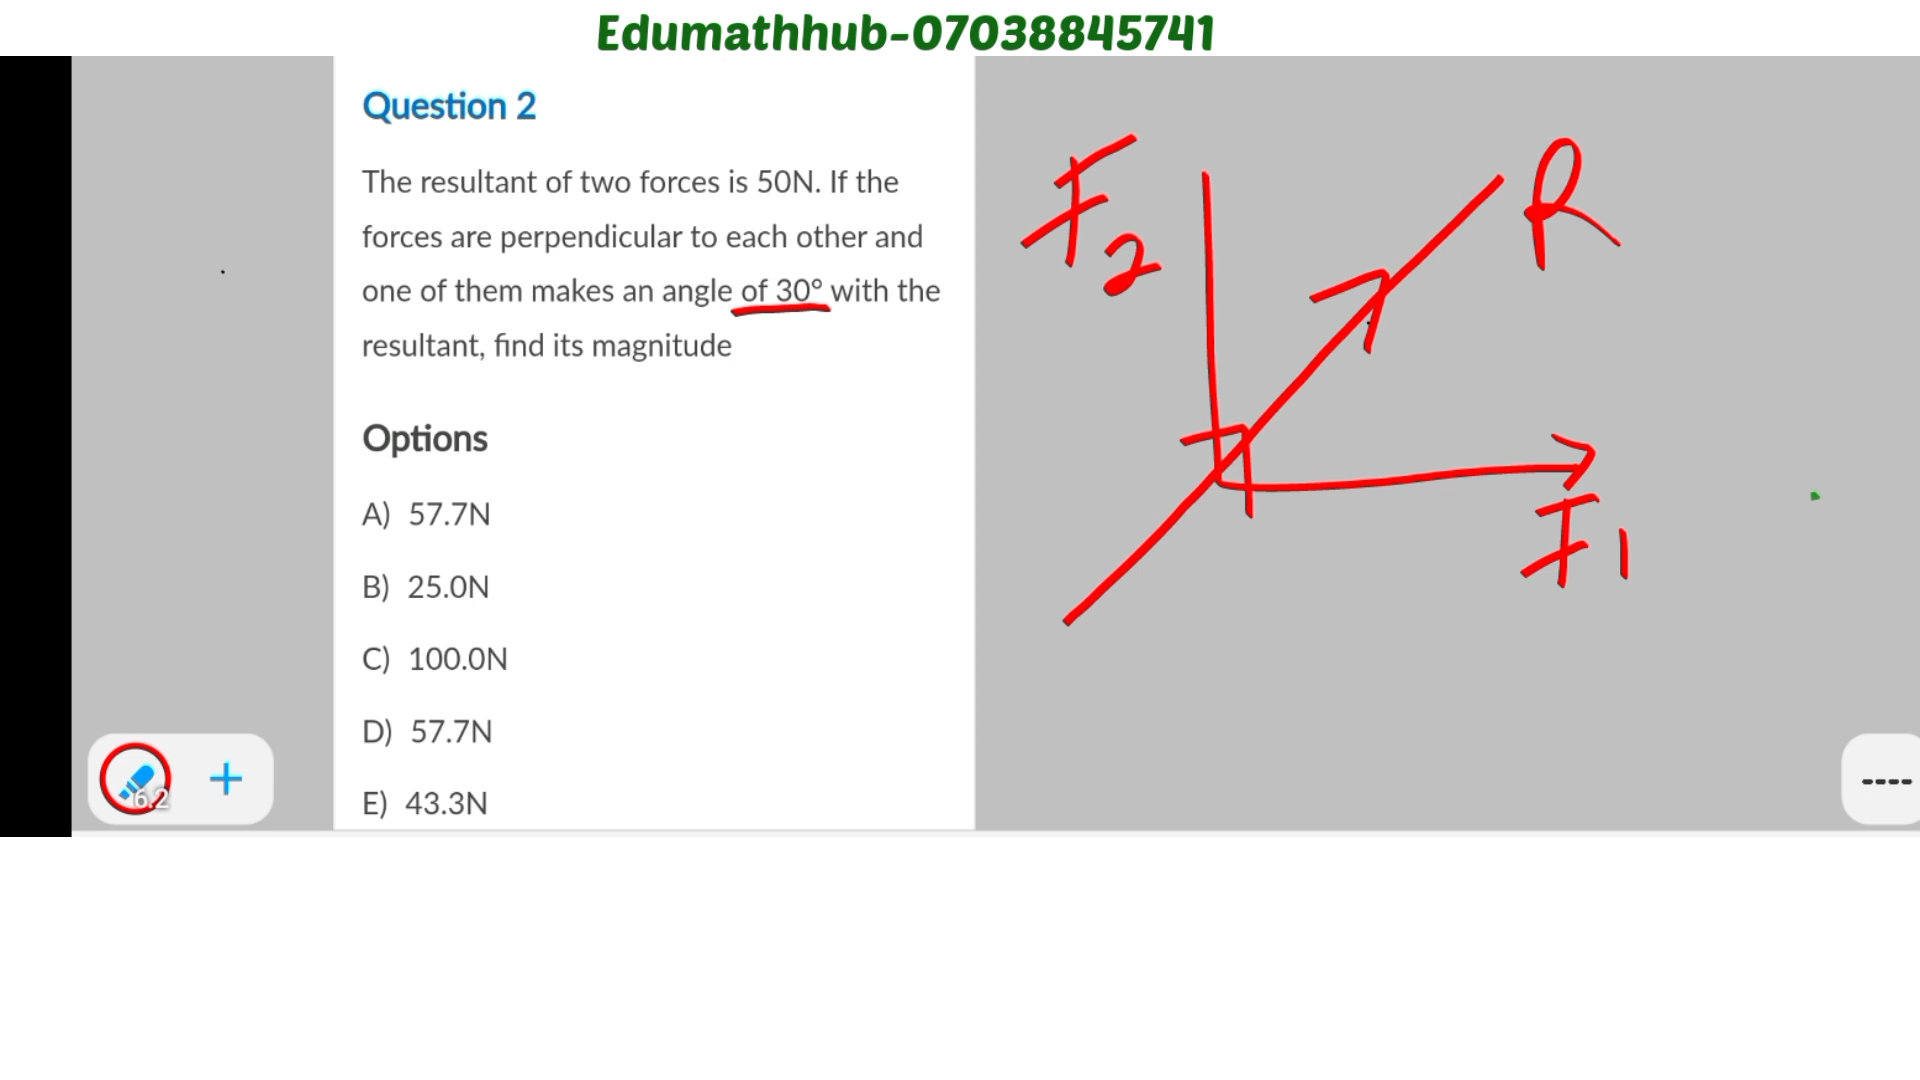 Edumathhub-07038845741
Question 2
The resultant of two forces is 50N. If the
forces are perpendicular to each other and
one of them makes an angle of 30° with the
resultant, find its magnitude
Options
A) 57.7N
B) 25.0N
C) 100.0N
D) 57.7N
E) 43.3N
F2
R
F1
6.2
+
----